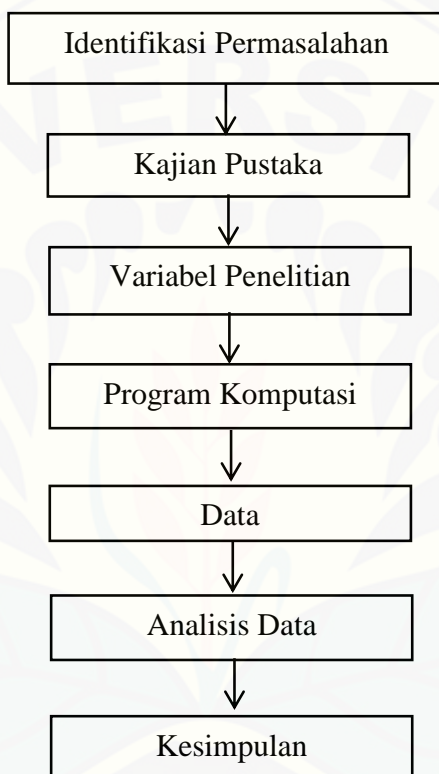 Identifikasi Permasalahan
Kajian Pustaka
Variabel Penelitian
Program Komputasi
Data
Analisis Data
Kesimpulan